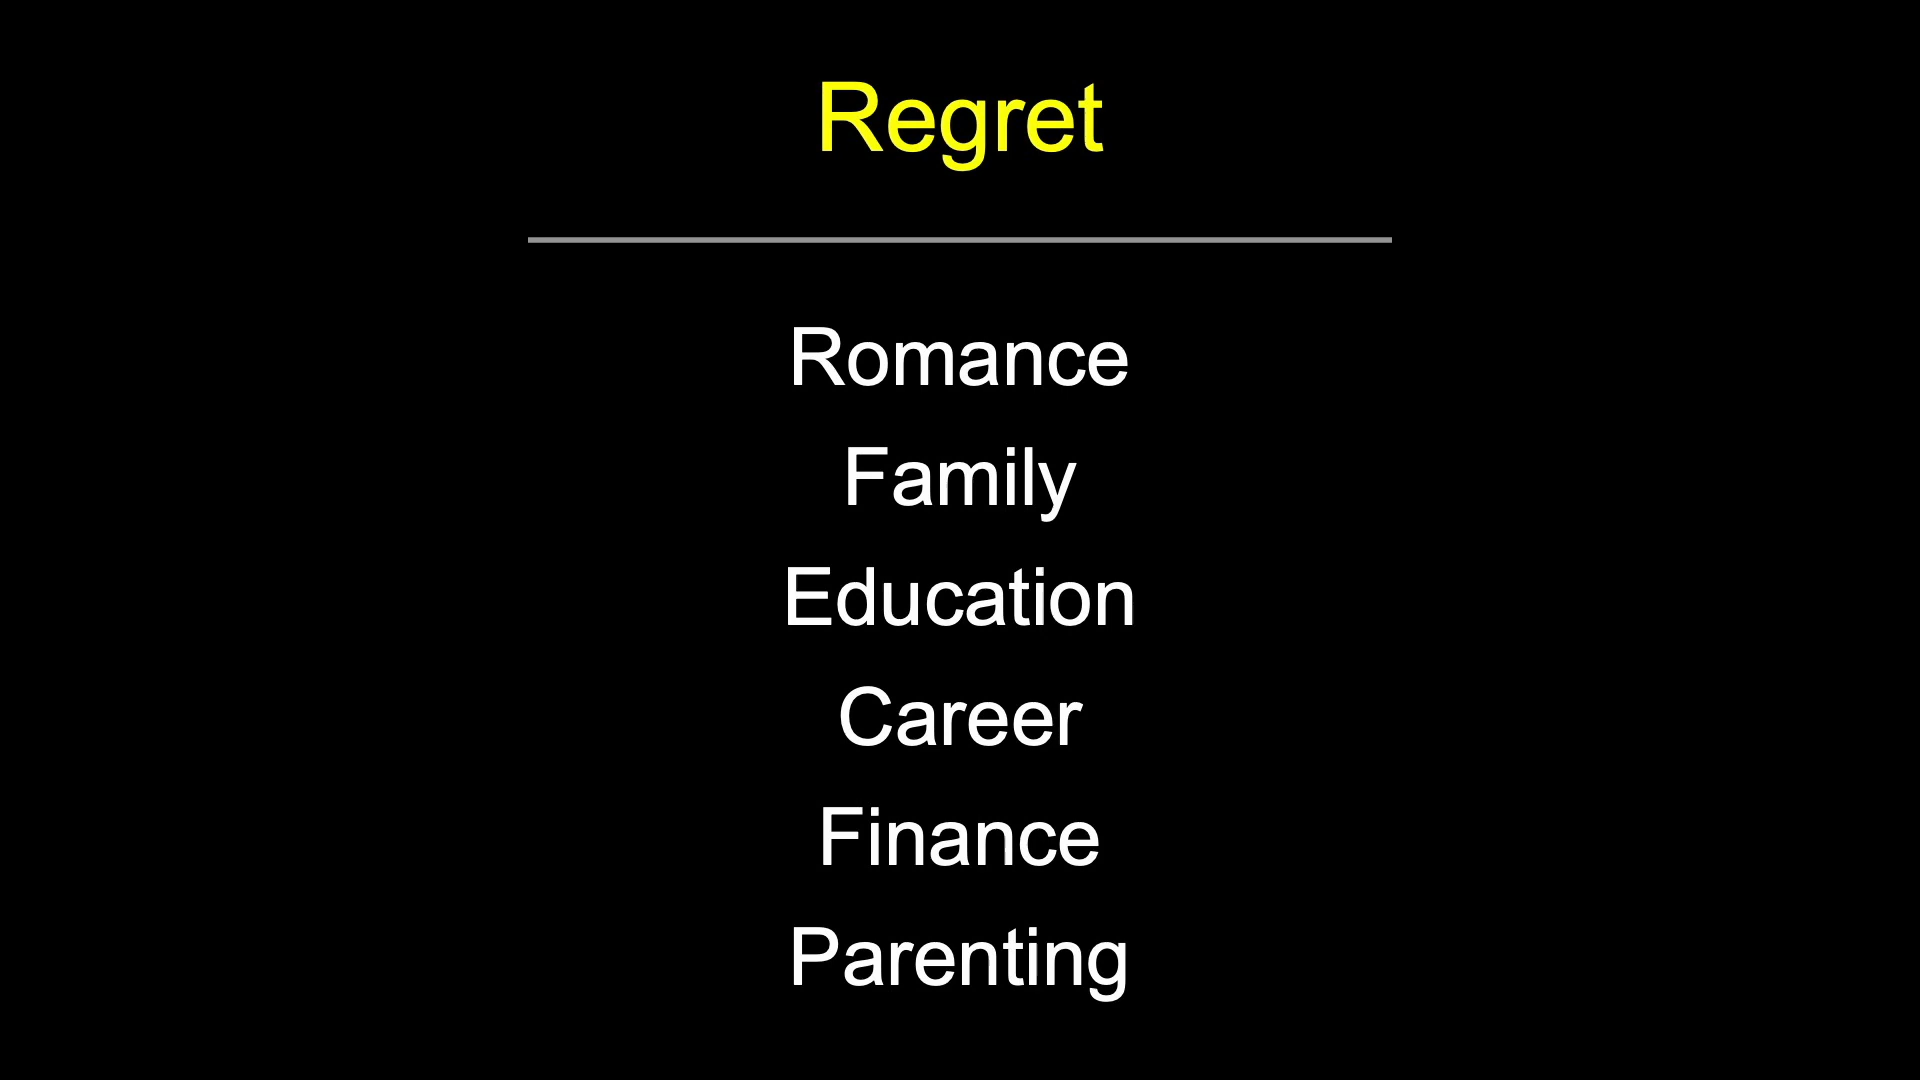 Regret
Romance
Family
Education
Career
Finance
Parenting